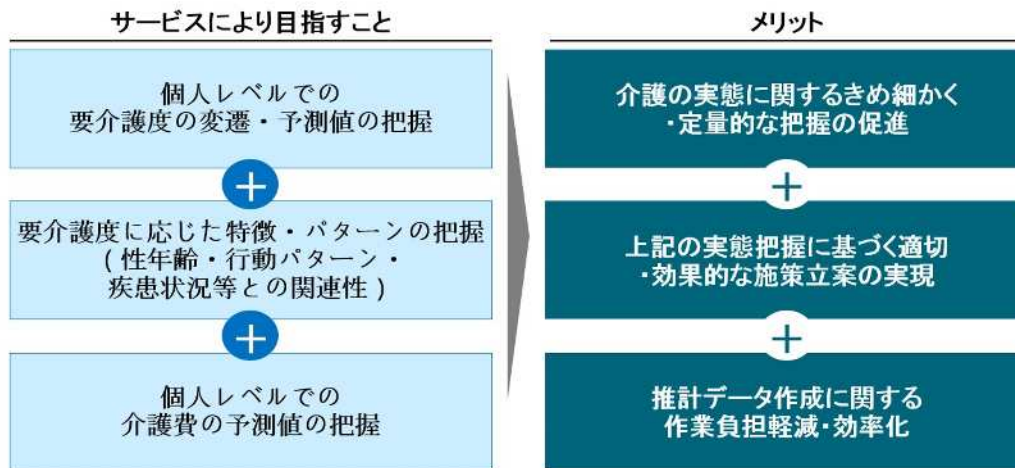 サービスにより目指すこと
個人レベルでの
要介護度の変遷・予測値の把握
+
要介護度に応じた特徴・パターンの把握
(性年齢・行動パターン・
疾患状況等との関連性)
+
個人レベルでの
介護費の予測値の把握
メリット
介護の実態に関するきめ細かく
・定量的な把握の促進
+
上記の実態把握に基づく適切
・効果的な施策立案の実現
+
推計データ作成に関する
作業負担軽減・効率化